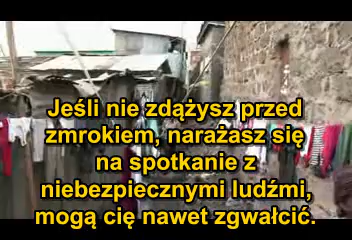 Jeśli nie zdążysz przed
zmrokiem, narażasz się
na spotkanie z
niebezpiecznymi ludźmi,
mogą cię nawet zgwałcić.